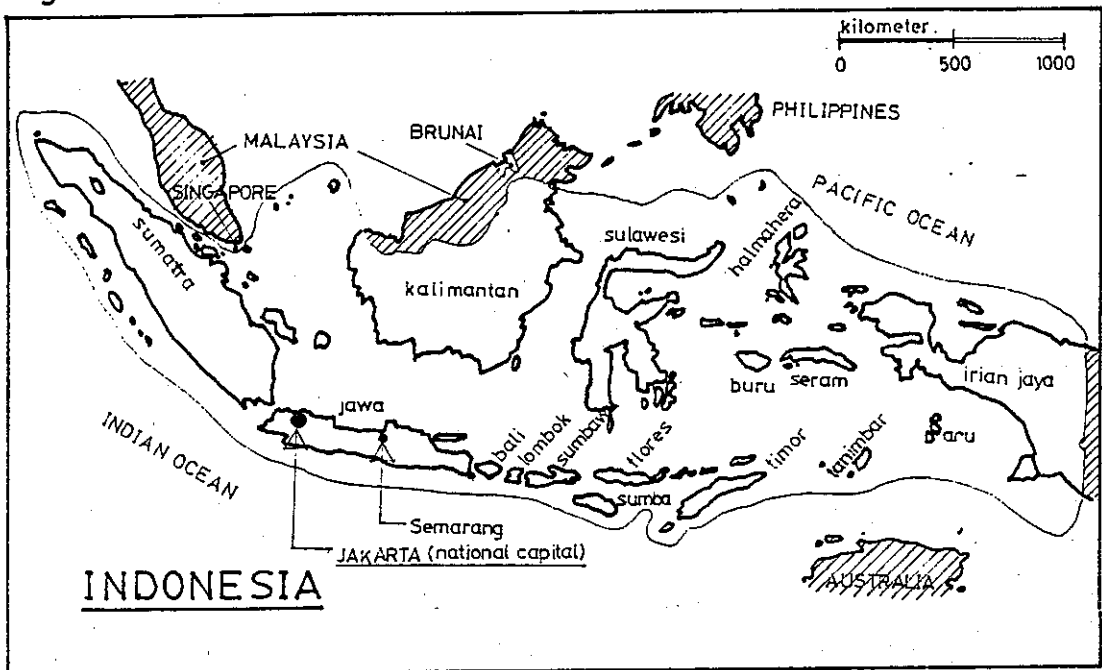 kilometer.
0 500 1000
PHILIPPINES
BRUNAI
MALAYSIA
SINGAPORE
PACIFIC OCEAN
sumatra
sulawesi
halmahera
kalimantan
irian jaya
buru
seram
jawa
bali
lombok
sumbaw
flores
timor
tanimbar
aru
sumba
INDIAN OCEAN
Semarang
JAKARTA (national capital)
INDONESIA
AUSTRALIA